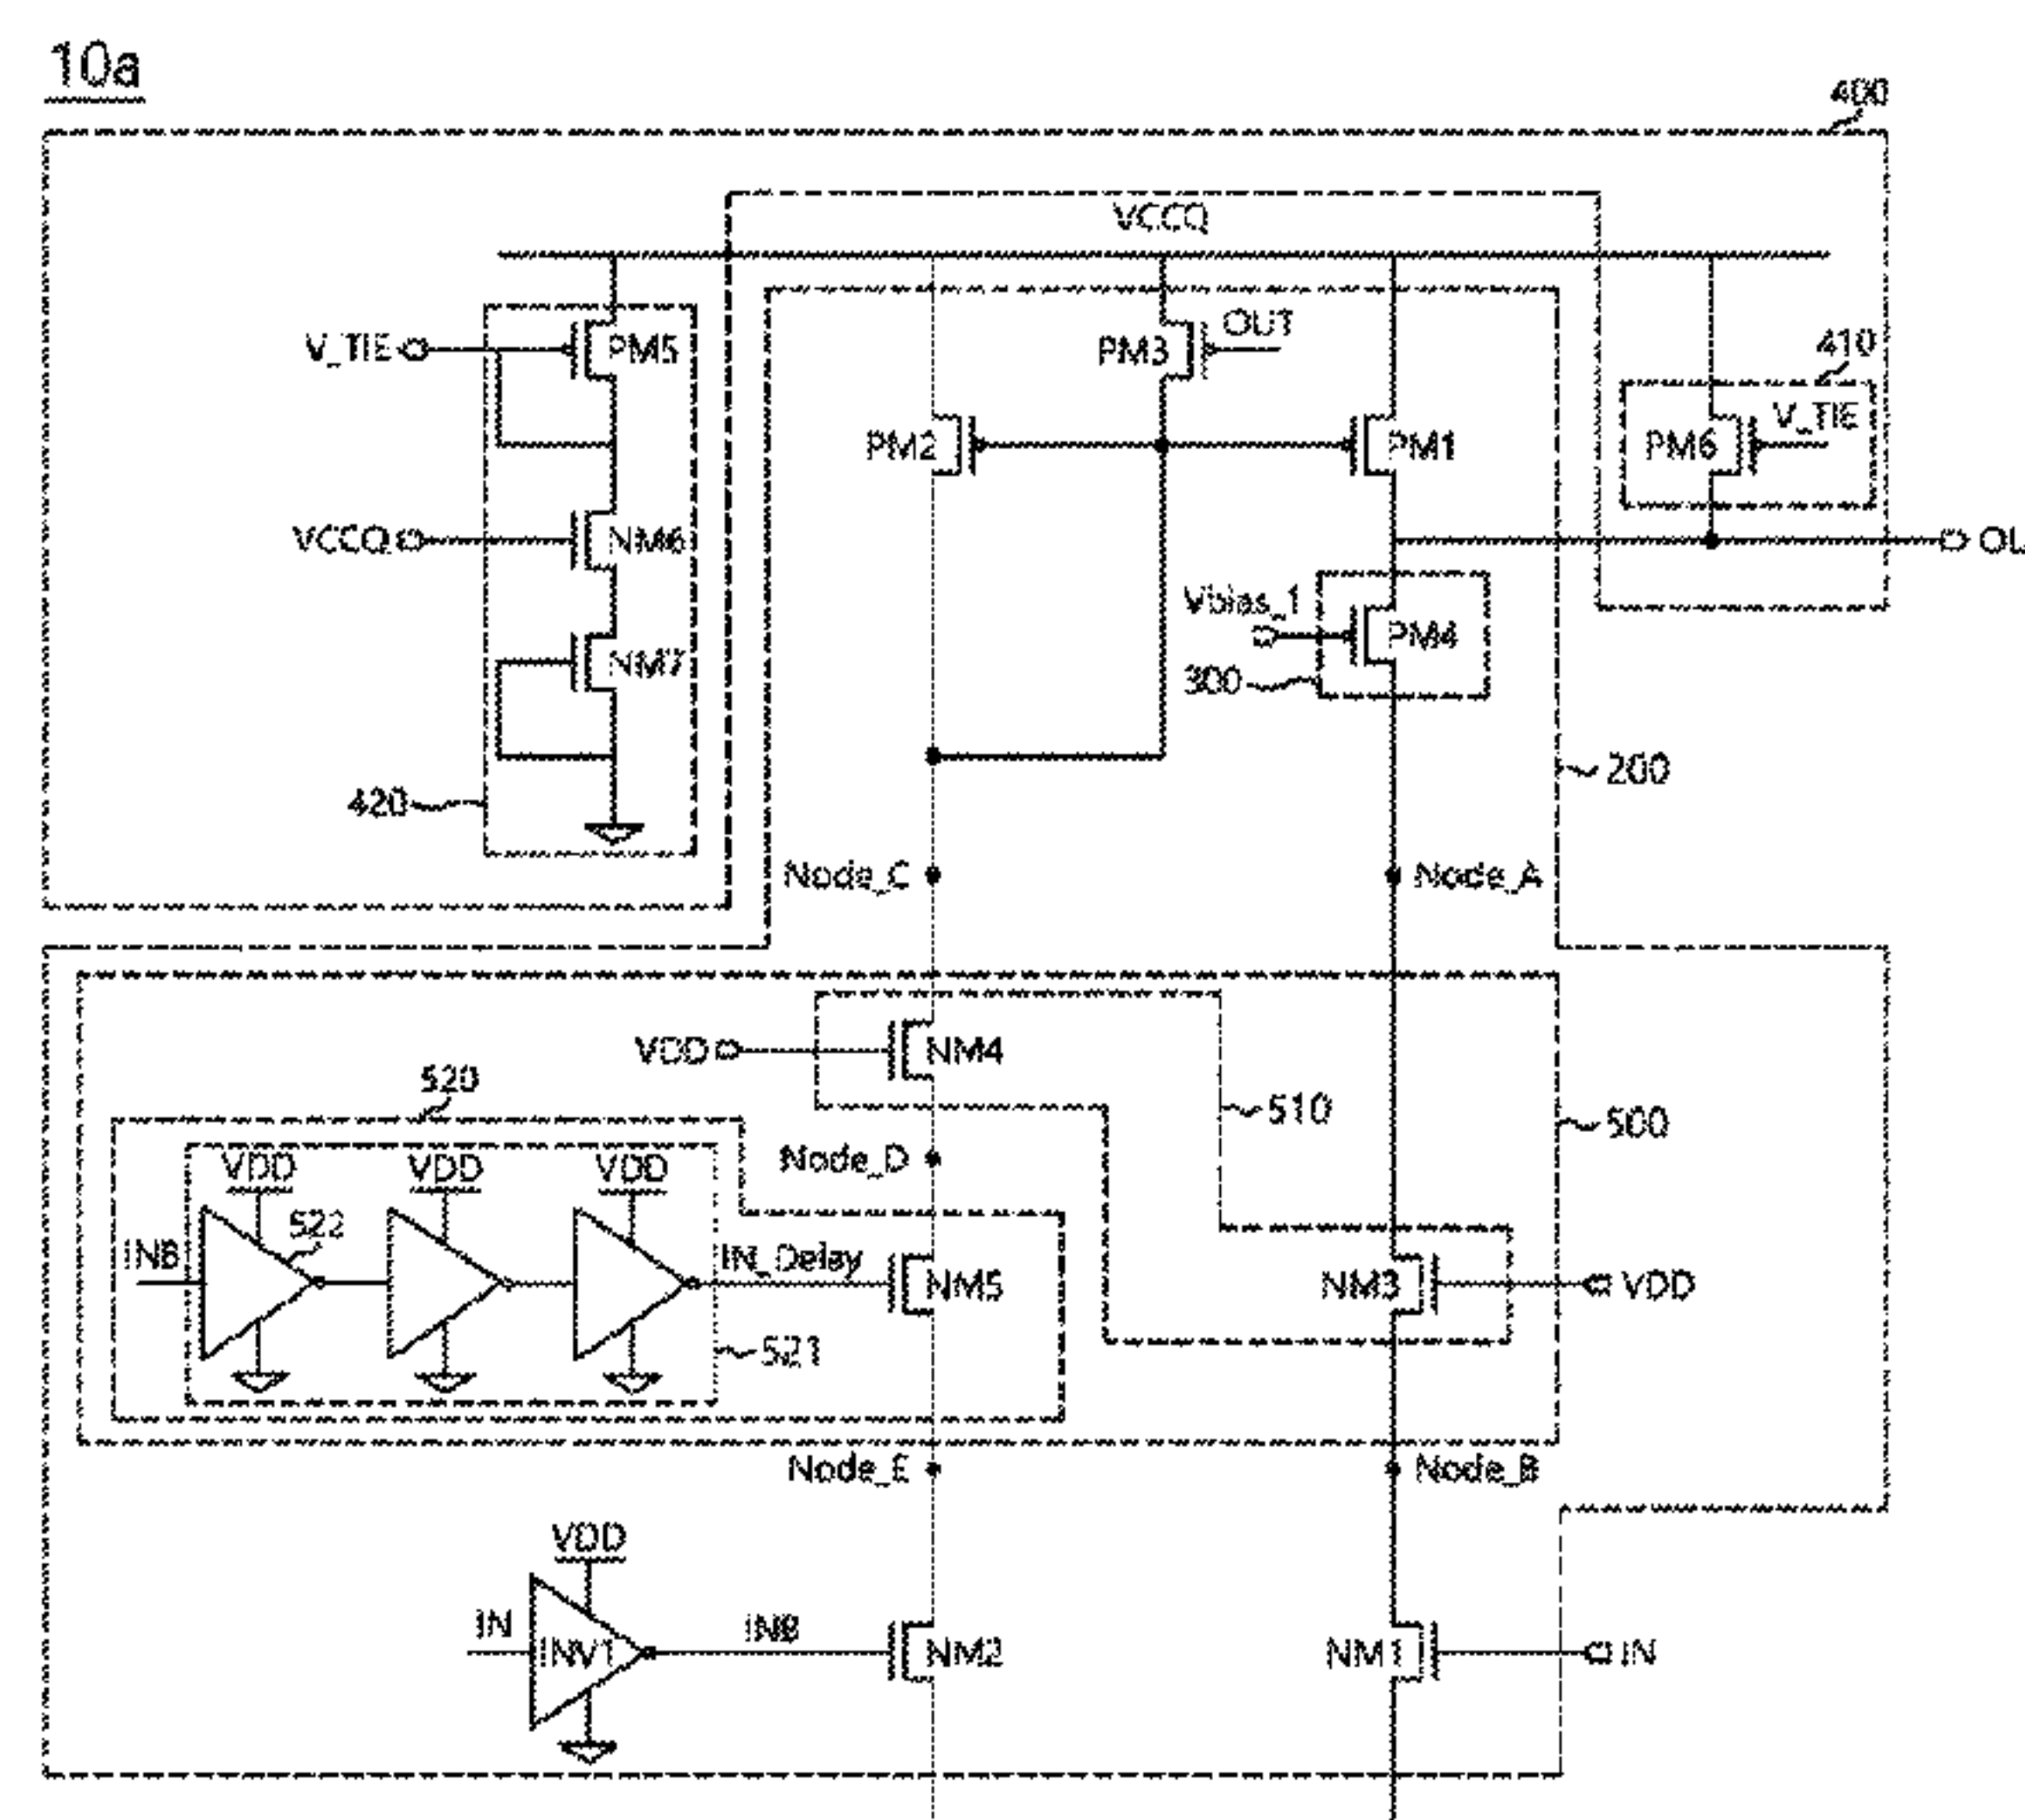 10a
400
VCCQ
V_TIE
PM5
PM3
OUT
410
V_TIE
PM2
PM1
PM6
VCCQ
NM6
OU
Vbias_1
PM4
NM7
300
200
420
Node_C
Node_A
VDD
NM4
520
510
500
VDD
VDD
VDD
Node_D
522
INB
IN_Delay
NM5
NM3
VDD
521
Node_E
Node_B
VDD
IN
INV1
INB
NM2
NM1
IN